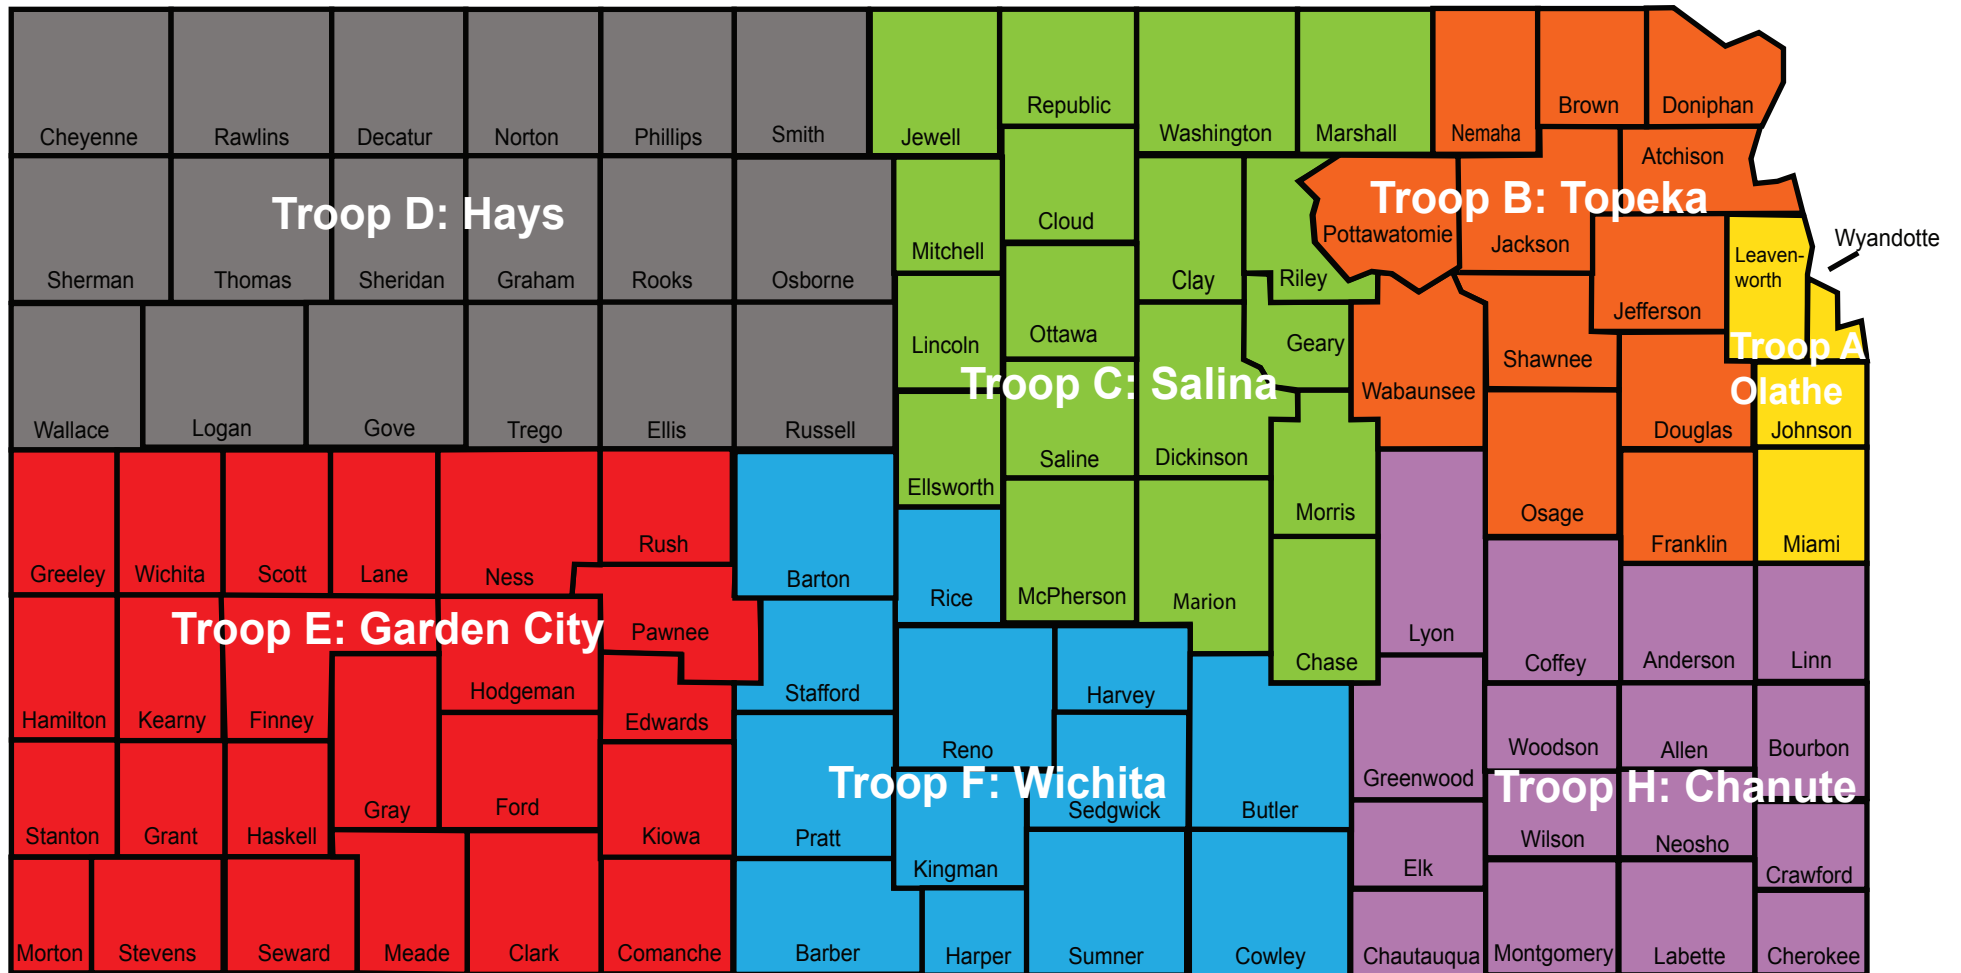 Republic
Brown
Doniphan
Cheyenne
Rawlins
Decatur
Norton
Phillips
Smith
Jewell
Washington
Marshall
Nemaha
Atchison
Troop D: Hays
Troop B: Topeka
Cloud
Pottawatomie
Jackson
Wyandotte
Mitchell
Leaven-
worth
Sherman
Thomas
Sheridan
Graham
Rooks
Osborne
Clay
Riley
Jefferson
Lincoln
Ottawa
Geary
Shawnee
Troop A
Olathe
Troop C: Salina
Wabaunsee
Wallace
Logan
Gove
Trego
Ellis
Russell
Douglas
Johnson
Saline
Dickinson
Ellsworth
Morris
Osage
Rush
Franklin
Miami
Greeley
Wichita
Scott
Lane
Ness
Barton
Rice
McPherson
Marion
Troop E: Garden City
Pawnee
Lyon
Chase
Coffey
Anderson
Linn
Hodgeman
Stafford
Harvey
Hamilton
Kearny
Finney
Edwards
Reno
Woodson
Allen
Bourbon
Greenwood
Troop F: Wichita
Troop H: Chanute
Gray
Ford
Sedgwick
Butler
Stanton
Grant
Haskell
Kiowa
Pratt
Wilson
Neosho
Kingman
Elk
Crawford
Morton
Stevens
Seward
Meade
Clark
Comanche
Barber
Harper
Sumner
Cowley
Chautauqua
Montgomery
Labette
Cherokee